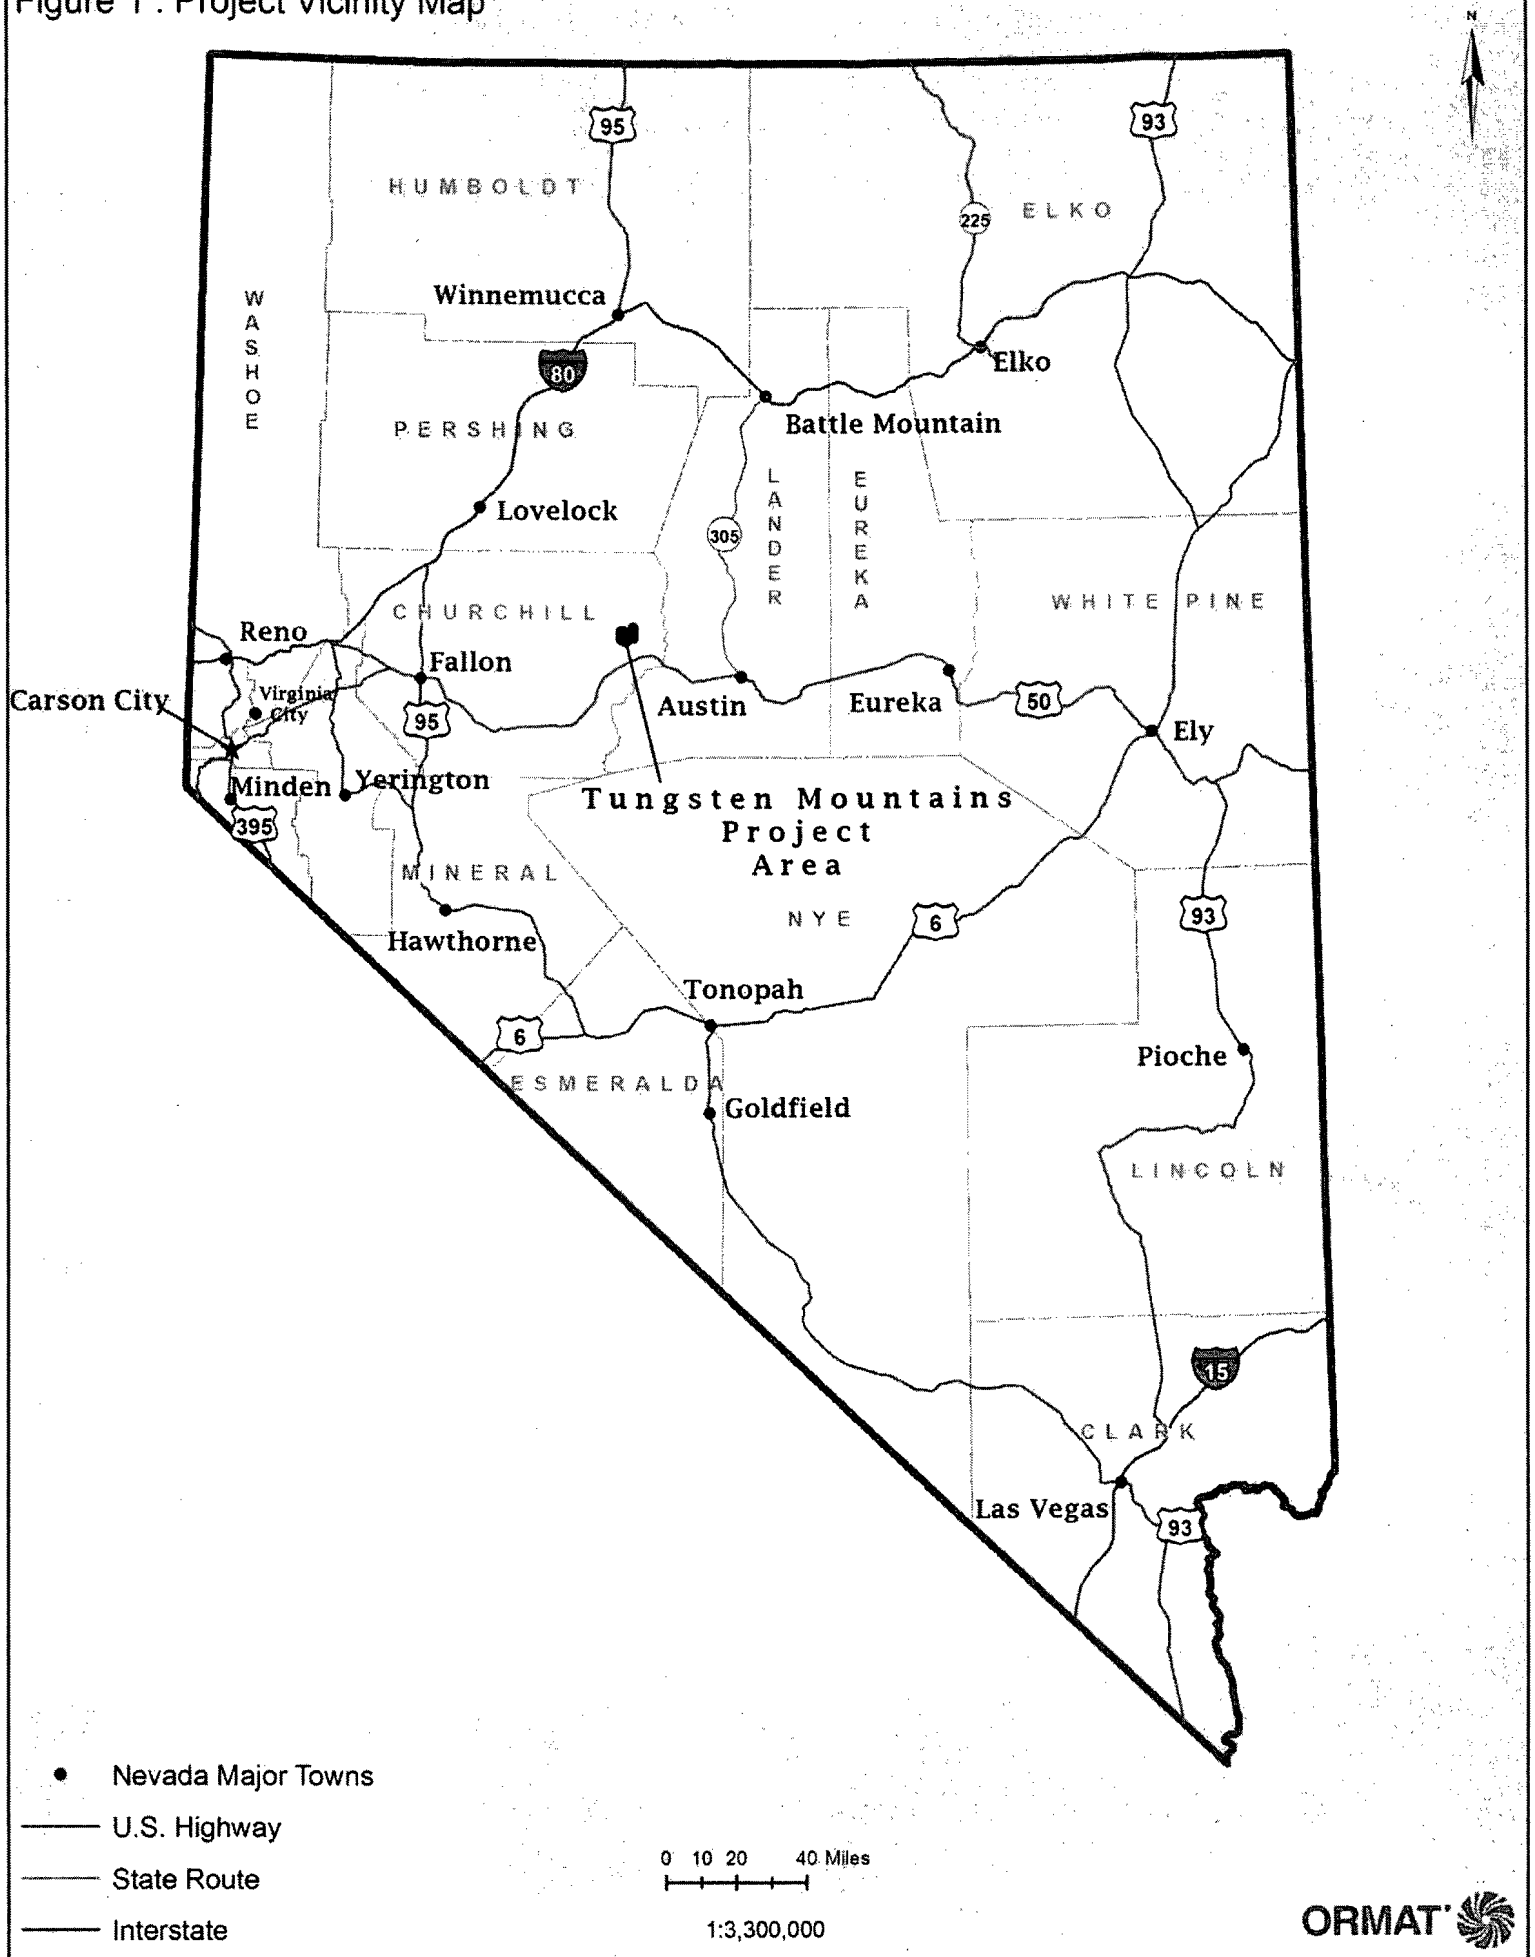 Figure 1 : Project Vicinity Map
N
95
93
HUMBOLDT
225
ELKO
WASHOE
Winnemucca
80
Elko
PERSHING
Battle Mountain
LANDER
EUREKA
Lovelock
305
CHURCHILL
WHITE PINE
Reno
Fallon
Carson City
Virginia
City
95
Austin
Eureka
50
Ely
Minden
Yerington
395
Tungsten Mountains
Project
Area
MINERAL
NYE
6
93
Hawthorne
Tonopah
6
Pioche
ESMERALDA
Goldfield
LINCOLN
15
CLARK
Las Vegas
93
Nevada Major Towns
U.S. Highway
State Route
Interstate
0 10 20 40 Miles
1:3,300,000
ORMAT